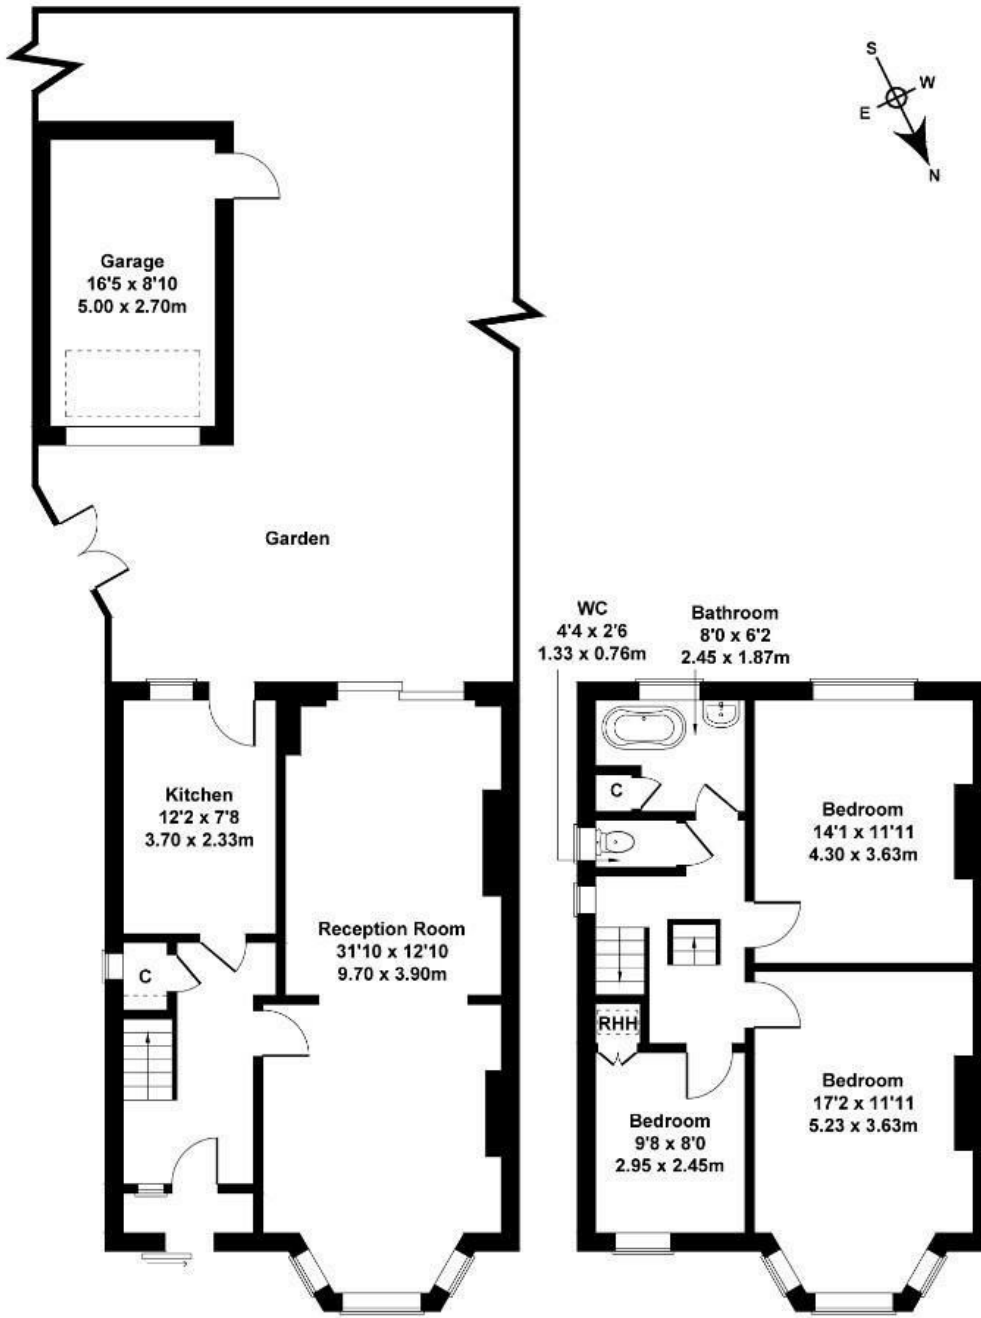 S
W
E
N
Garage
16'5 x 8'10
5.00 x 2.70m
Garden
WC
4'4 x 2'6
1.33 x 0.76m
Bathroom
8'0 x 6'2
2.45 x 1.87m
Kitchen
12'2 x 7'8
3.70 x 2.33m
C
Reception Room
31'10 x 12'10
9.70 x 3.90m
C
Bedroom
14'1 x 11'11
4.30 x 3.63m
RHH
Bedroom
9'8 x 8'0
2.95 x 2.45m
Bedroom
17'2 x 11'11
5.23 x 3.63m